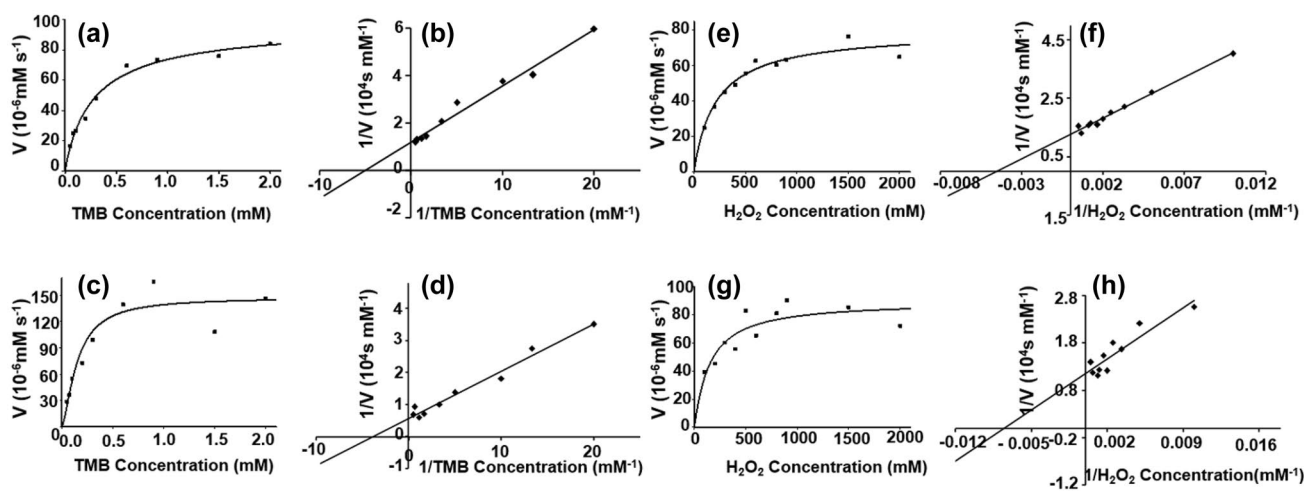 (a)
V (10-6mM s-1)
100
80
60
40
20
0
0.0 0.5 1.0 1.5 2.0
TMB Concentration (mM)
(b)
1/V (10⁴s mM⁻¹)
6
4
2
0
-2
-10 0 10 20
1/TMB Concentration (mM⁻¹)
(e)
V (10⁻⁶mM s⁻¹)
80
60
40
20
0
0 500 1000 1500 2000
H₂O₂ Concentration (mM)
(f)
1/V (10⁴s mM⁻¹)
4.5
2.5
0.5
1.5
-0.008 -0.003 0.002 0.007 0.012
1/H₂O₂ Concentration(mM⁻¹)
(c)
V (10⁻⁶mM s⁻¹)
150
120
90
60
30
0
0.0 0.5 1.0 1.5 2.0
TMB Concentration (mM)
(d)
1/V (10⁴s mM⁻¹)
4
3
2
1
0
-1
-10 0 10 20
1/TMB Concentration (mM⁻¹)
(g)
V (10⁻⁶mM s⁻¹)
100
80
60
40
20
0
0 500 1000 1500 2000
H₂O₂ Concentration (mM)
(h)
1/V (10⁴s mM⁻¹)
2.8
1.8
0.8
-0.2
-1.2
-0.012 -0.005 0.002 0.009 0.016
1/H₂O₂ Concentration(mM⁻¹)